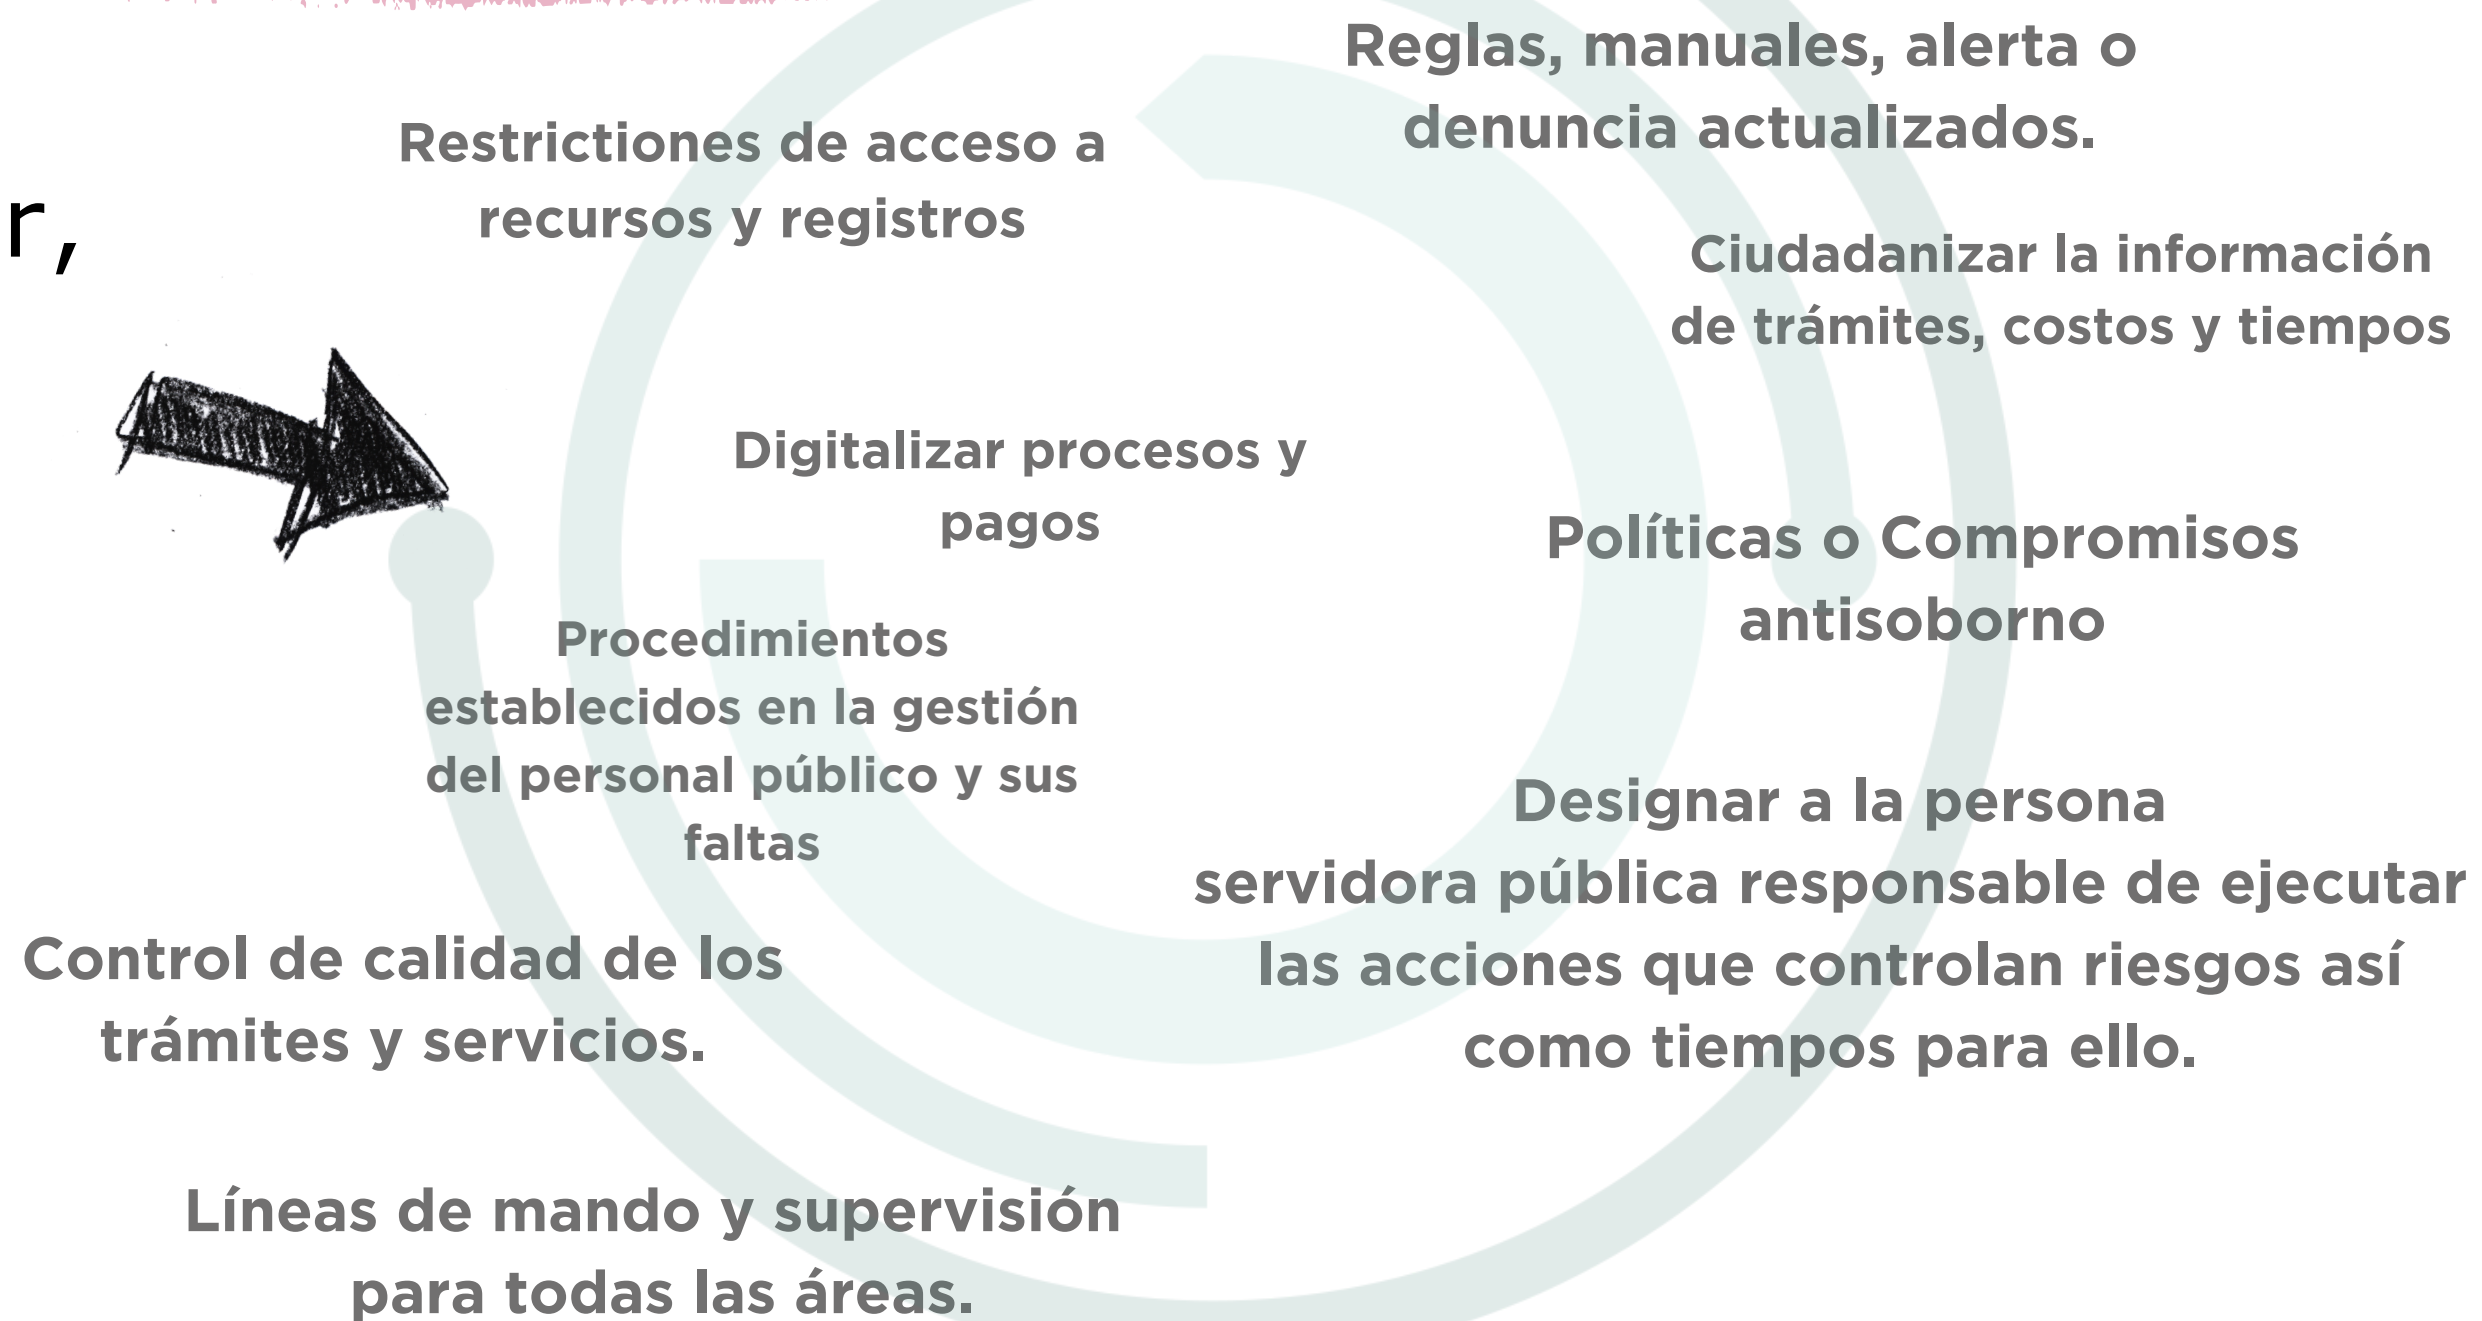 r,
Restrictiones de acceso a
recursos y registros
Reglas, manuales, alerta o
denuncia actualizados.
Ciudadanizar la información
de trámites, costos y tiempos
Digitalizar procesos y
pagos
Políticas o Compromisos
antisoborno
Procedimientos
establecidos en la gestión
del personal público y sus
faltas
Designar a la persona
servidora pública responsable de ejecutar
las acciones que controlan riesgos así
como tiempos para ello.
Control de calidad de los
trámites y servicios.
Líneas de mando y supervisión
para todas las áreas.